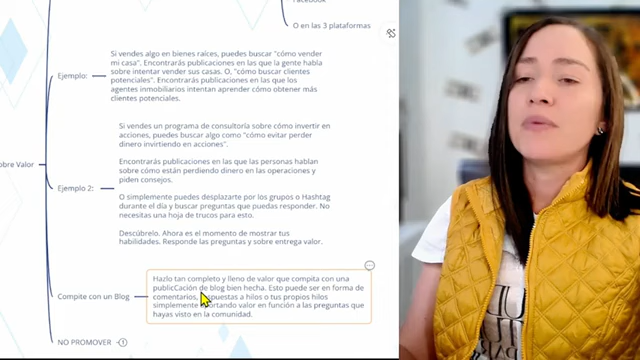 Facebook
O en las 3 plataformas
Ejemplo:
Si vendes algo en bienes raíces, puedes buscar "cómo vender
mi casa". Encontrarás publicaciones en las que la gente habla
sobre intentar vender sus casas. O, "cómo buscar clientes
potenciales". Encontrarás publicaciones en las que los
agentes inmobiliarios intentan aprender cómo obtener más
clientes potenciales.
obre Valor
Ejemplo 2:
Si vendes un programa de consultoría sobre cómo invertir en
acciones, puedes buscar algo como "cómo evitar perder
dinero invirtiendo en acciones".
Encontrarás publicaciones en las que las personas hablan
sobre cómo están perdiendo dinero en las operaciones y
piden consejos.
O simplemente puedes desplazarte por los grupos o Hashtag
durante el día y buscar preguntas que puedas responder. No
necesitas una hoja de trucos para esto.
Descúbrelo. Ahora es el momento de mostrar tus
habilidades. Responde las preguntas y sobre entrega valor.
Compite con un Blog
Hazlo tan completo y lleno de valor que compita con una
publicCación de blog bien hecha. Esto puede ser en forma de
comentarios, respuestas a hilos o tus propios hilos
simplemente aportando valor en función a las preguntas que
hayas visto en la comunidad.
NO PROMOVER
1